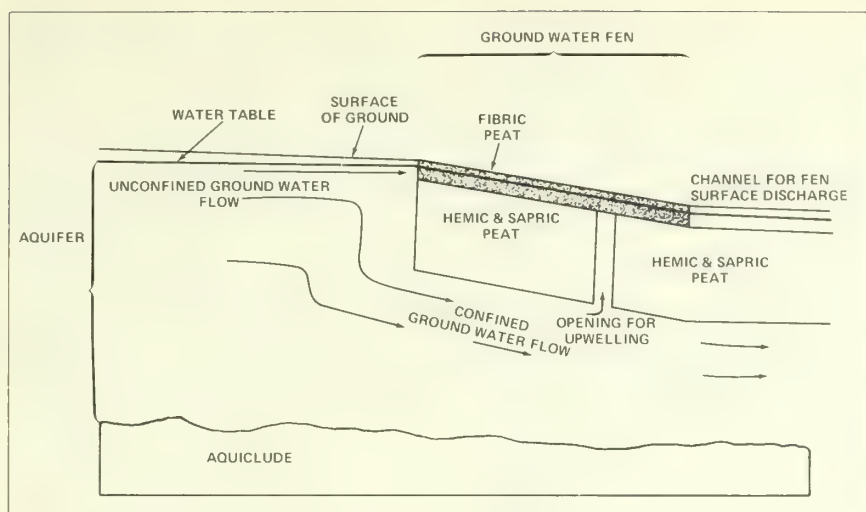 GROUND WATER FEN
SURFACE
OF GROUND
WATER TABLE
FIBRIC
PEAT
UNCONFINED GROUND WATER
FLOW
CHANNEL FOR FEN
SURFACE DISCHARGE
AQUIFER
HEMIC & SAPRIC
PEAT
HEMIC & SAPRIC
PEAT
CONFINED
GROUND WATER FLOW
OPENING FOR
UPWELLING
AQUICLUDE